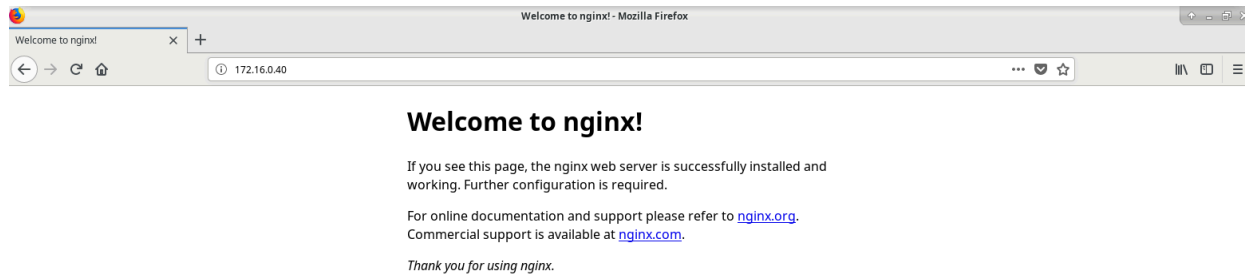 Welcome to nginx! - Mozilla Firefox
Welcome to nginx!
172.16.0.40
Welcome to nginx!
If you see this page, the nginx web server is successfully installed and
working. Further configuration is required.
For online documentation and support please refer to nginx.org.
Commercial support is available at nginx.com.
Thank you for using nginx.